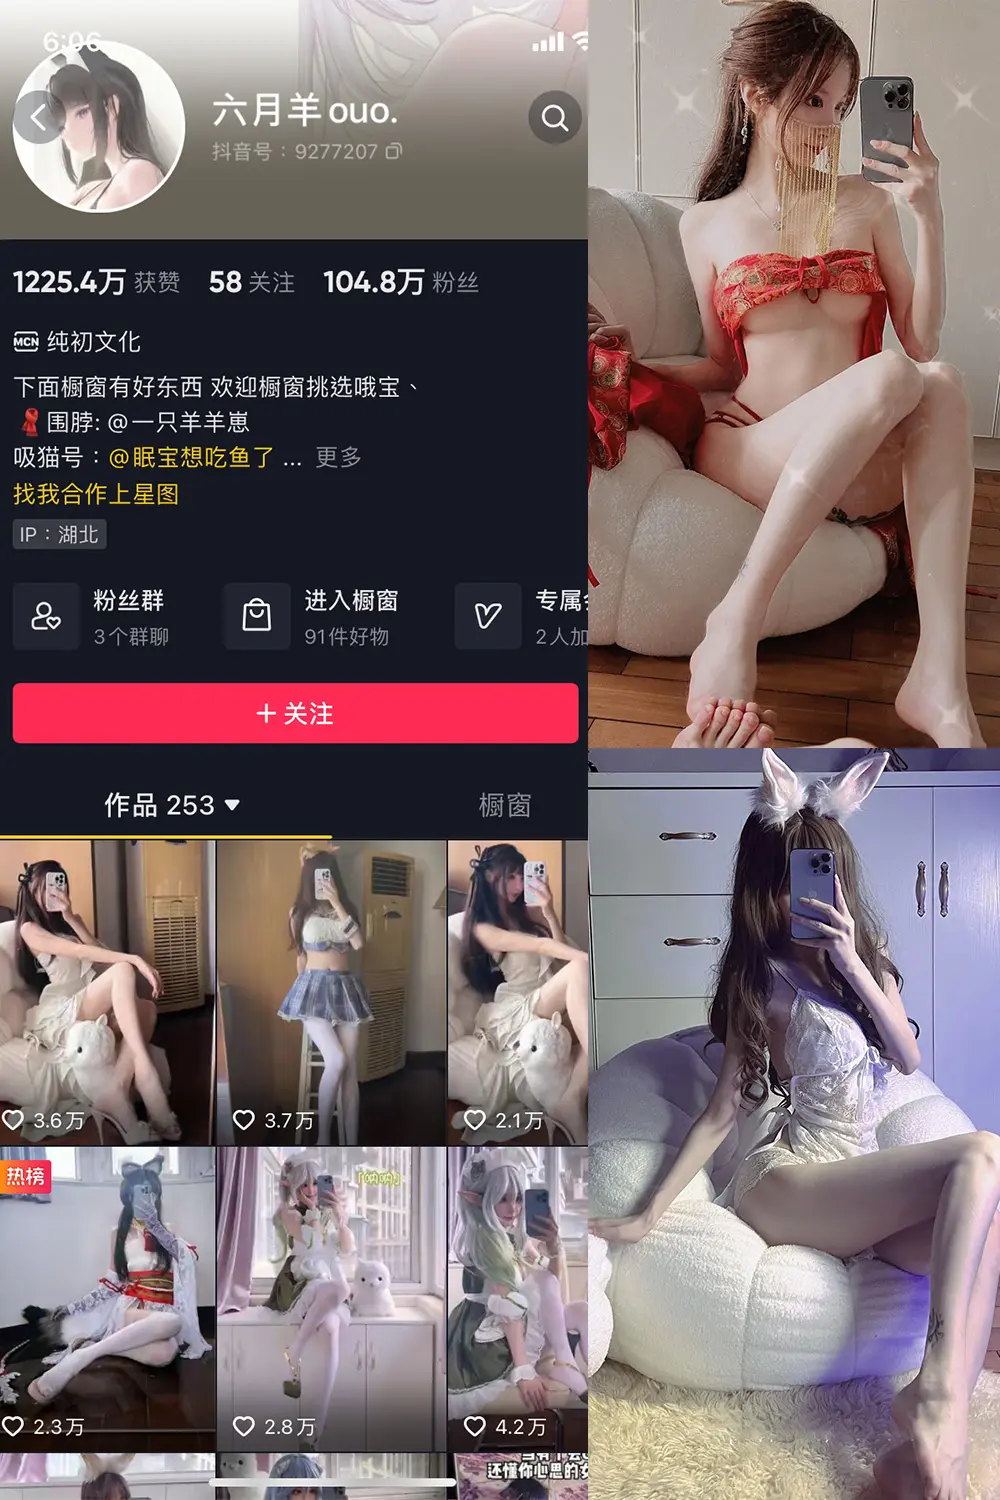 6:06
六月羊ouo.
抖音号：9277207
1225.4万 获赞 58 关注 104.8万 粉丝
MCN 纯初文化
下面橱窗有好东西 欢迎橱窗挑选哦宝、
围脖: @一只羊羊崽
吸猫号：@眠宝想吃鱼了 ... 更多
找我合作上星图
IP：湖北
粉丝群 进入橱窗 专属
3个群聊 91件好物 2人加
+ 关注
作品 253 橱窗
3.6万 3.7万 2.1万
热榜
2.3万 2.8万 4.2万
还懂你心思的